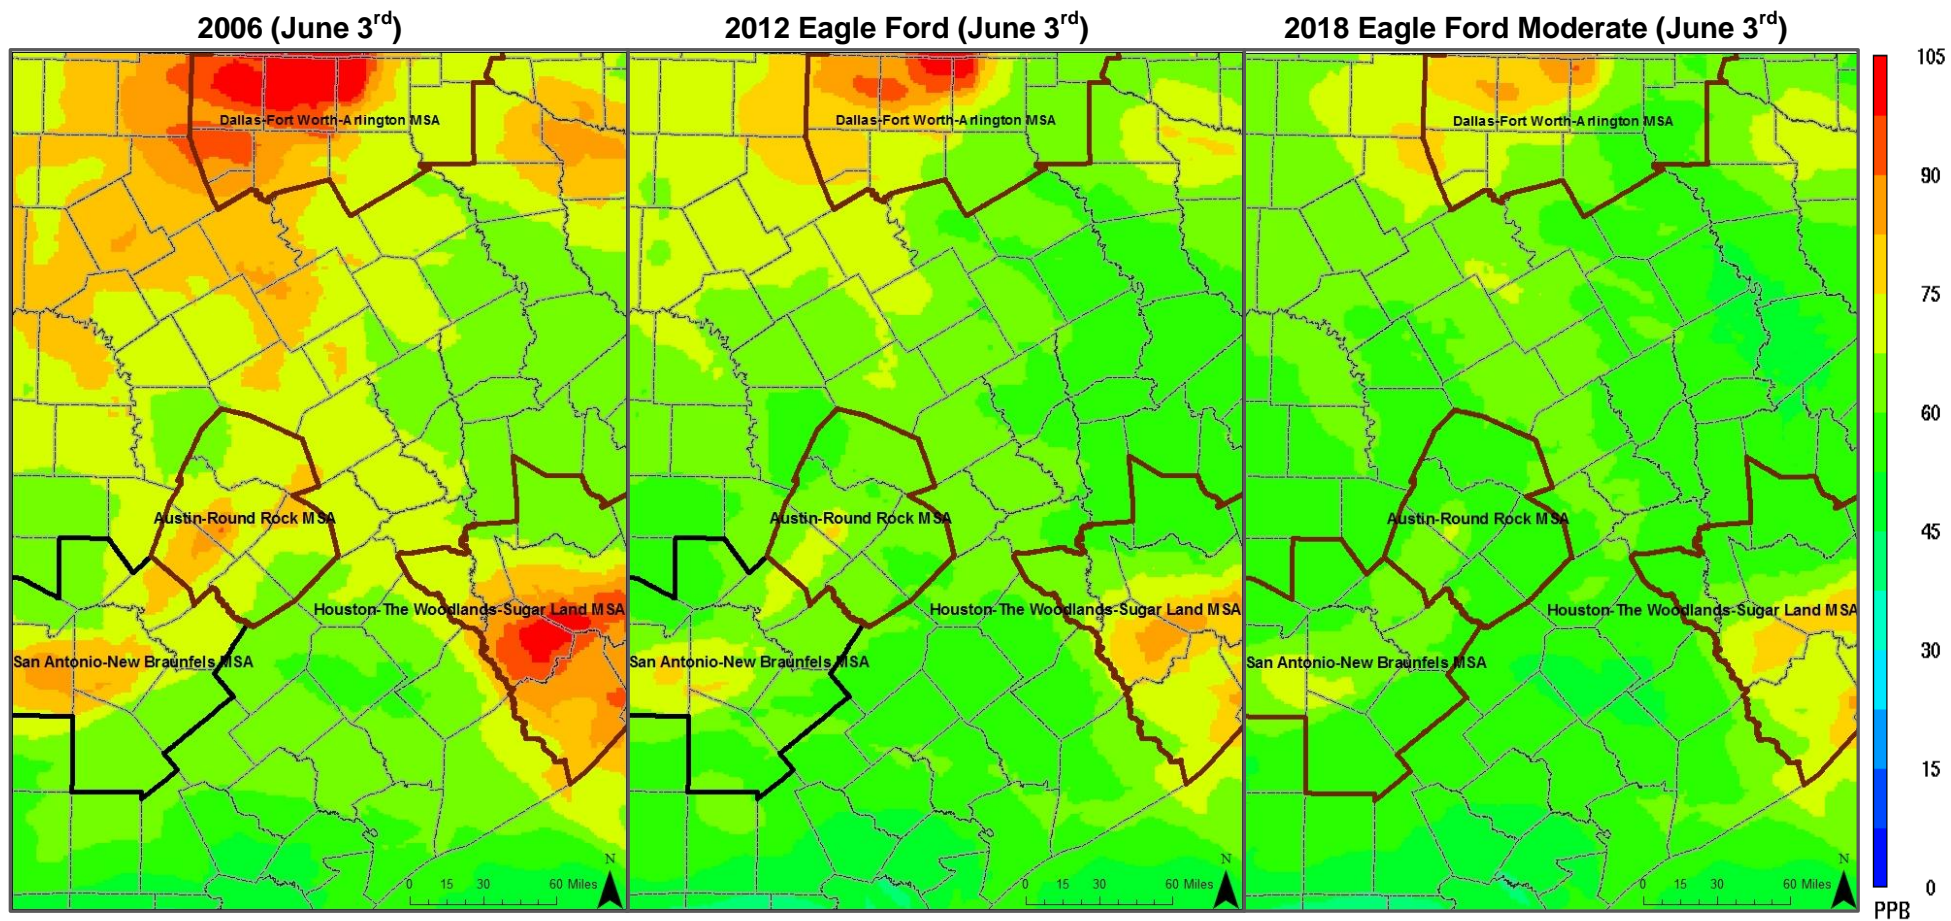 2006 (June 3rd)
2012 Eagle Ford (June 3rd)
2018 Eagle Ford Moderate (June 3rd)
Dallas-Fort Worth-Arlington MSA
Dallas-Fort Worth-Arlington MSA
Dallas-Fort Worth-Arlington MSA
Austin-Round Rock MSA
Austin-Round Rock MSA
Austin-Round Rock MSA
Houston-The Woodlands-Sugar Land MSA
Houston-The Woodlands-Sugar Land MSA
Houston-The Woodlands-Sugar Land MSA
San Antonio-New Braunfels MSA
San Antonio-New Braunfels MSA
San Antonio-New Braunfels MSA
N
N
N
0 15 30 60 Miles
0 15 30 60 Miles
0 15 30 60 Miles
105
90
75
60
45
30
15
0
PPB